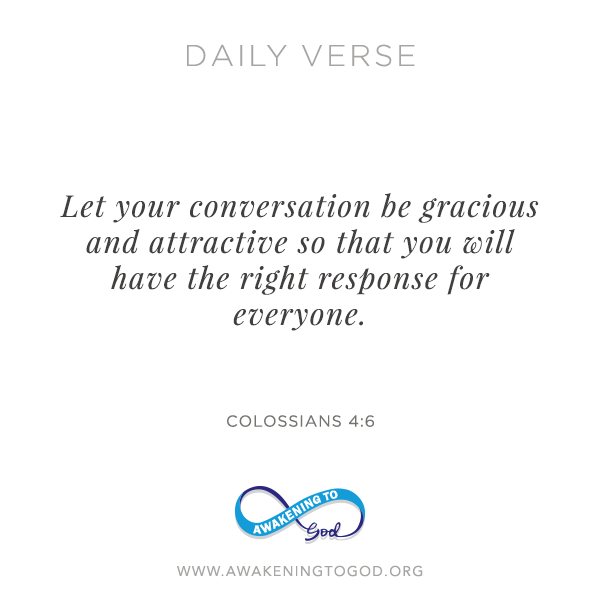 DAILY VERSE
Let your conversation be gracious
and attractive so that you will
have the right response for
everyone.
COLOSSIANS 4:6
AWAKENING TO
God
WWW.AWAKENINGTOGOD.ORG